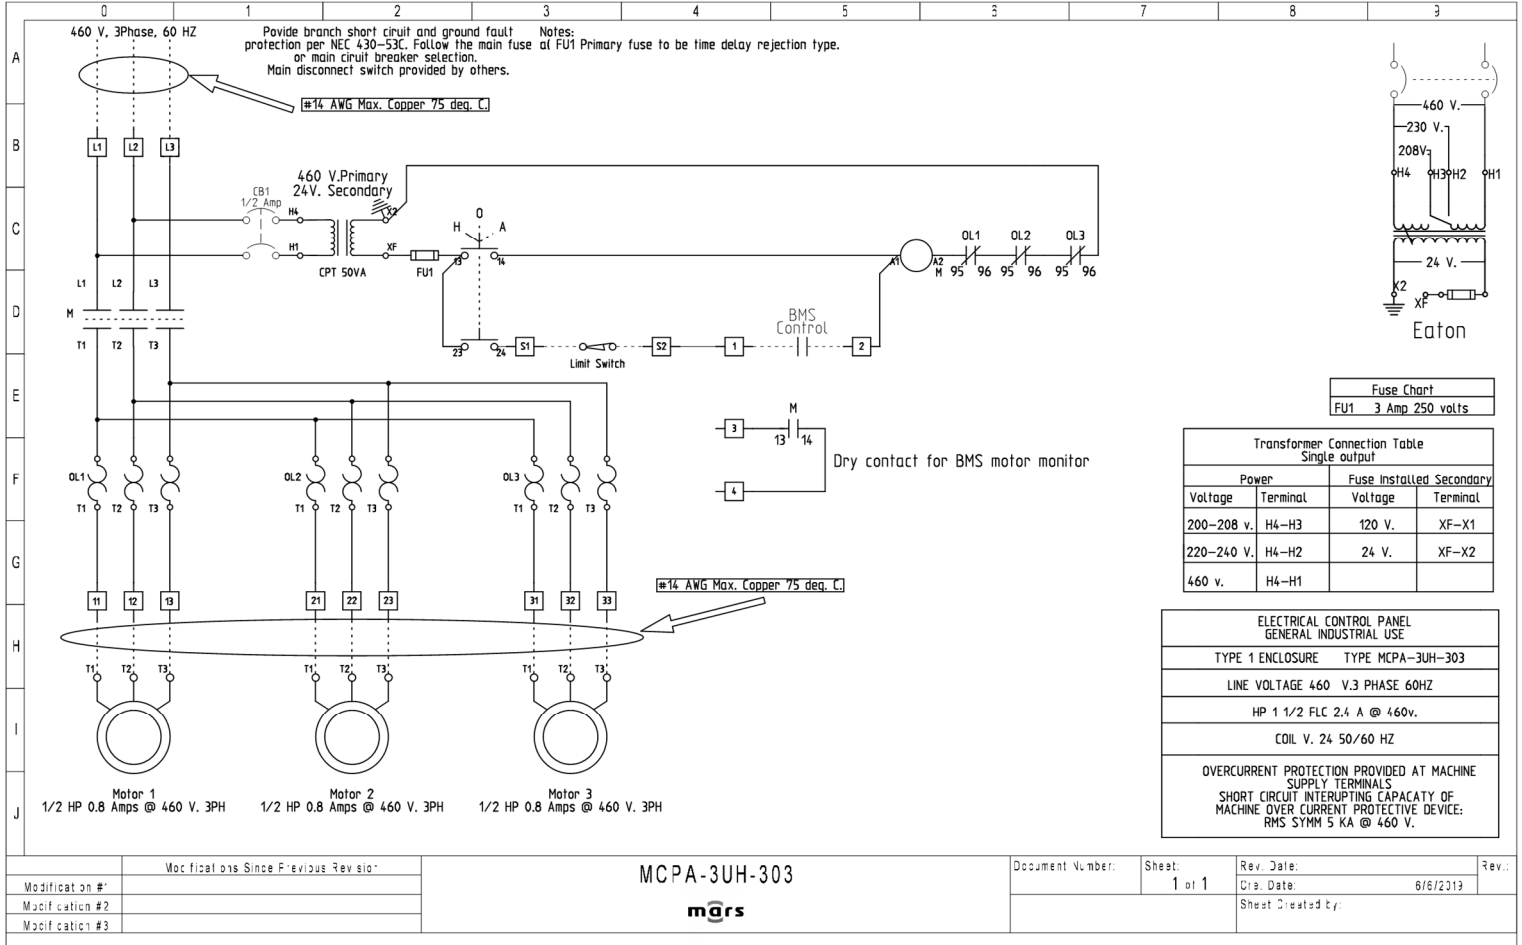 0 1 2 3 4 5 6 7 8 9
A
B
C
D
E
F
G
H
I
J
460 V, 3Phase, 60 HZ
Povide branch short ciruit and ground fault
protection per NEC 430-53C. Follow the main fuse
or main ciruit breaker selection.
Main disconnect switch provided by others.
Notes:
a( FU1 Primary fuse to be time delay rejection type.
#14 AWG Max. Copper 75 deg. C.
L1 L2 L3
460 V.Primary
24V. Secondary
CB1
1/2 Amp
H4
H1
X2
XF
CPT 50VA
FU1
H O A
13 14
A1 A2
M
OL1 OL2 OL3
95 96 95 96 95 96
L1 L2 L3
M
T1 T2 T3
23 24
S1
Limit Switch
S2
1
BMS
Control
2
3
M
13 14
4
Dry contact for BMS motor monitor
OL1
T1 T2 T3
OL2
T1 T2 T3
OL3
T1 T2 T3
11 12 13
21 22 23
31 32 33
#14 AWG Max. Copper 75 deg. C.
T1 T2 T3
T1 T2 T3
T1 T2 T3
Motor 1
1/2 HP 0.8 Amps @ 460 V. 3PH
Motor 2
1/2 HP 0.8 Amps @ 460 V. 3PH
Motor 3
1/2 HP 0.8 Amps @ 460 V. 3PH
460 V.
230 V.
208V
H4 H3 H2 H1
24 V.
X2
XF
Eaton
Fuse Chart
FU1 3 Amp 250 volts
Transformer Connection Table
Single output
Power Fuse Installed Secondary
Voltage Terminal Voltage Terminal
200-208 v. H4-H3 120 V. XF-X1
220-240 V. H4-H2 24 V. XF-X2
460 v. H4-H1
ELECTRICAL CONTROL PANEL
GENERAL INDUSTRIAL USE
TYPE 1 ENCLOSURE TYPE MCPA-3UH-303
LINE VOLTAGE 460 V.3 PHASE 60HZ
HP 1 1/2 FLC 2.4 A @ 460v.
COIL V. 24 50/60 HZ
OVERCURRENT PROTECTION PROVIDED AT MACHINE
SUPPLY TERMINALS
SHORT CIRCUIT INTERUPTING CAPACATY OF
MACHINE OVER CURRENT PROTECTIVE DEVICE:
RMS SYMM 5 KA @ 460 V.
Modifications Since Previous Revision
Modification #1
Modification #2
Modification #3
MCPA-3UH-303
mars
Document Number:
Sheet:
1 of 1
Rev. Date:
Cre. Date: 6/6/2019
Sheet Created by:
Rev.: